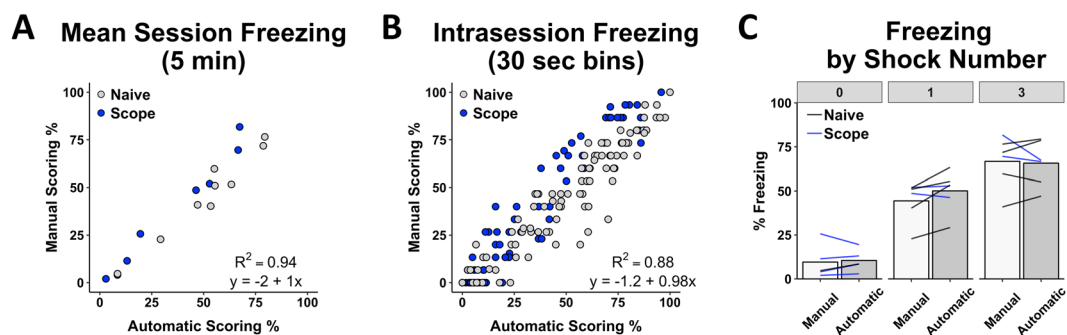 A
Mean Session Freezing
(5 min)
Manual Scoring %
100
75
50
25
0
Naive
Scope
R² = 0.94
y = -2 + 1x
0 25 50 75 100
Automatic Scoring %
B
Intrasession Freezing
(30 sec bins)
Manual Scoring %
100
75
50
25
0
Naive
Scope
R² = 0.88
y = -1.2 + 0.98x
0 25 50 75 100
Automatic Scoring %
C
Freezing
by Shock Number
0 1 3
% Freezing
100
75
50
25
0
Naive
Scope
Manual Automatic Manual Automatic Manual Automatic